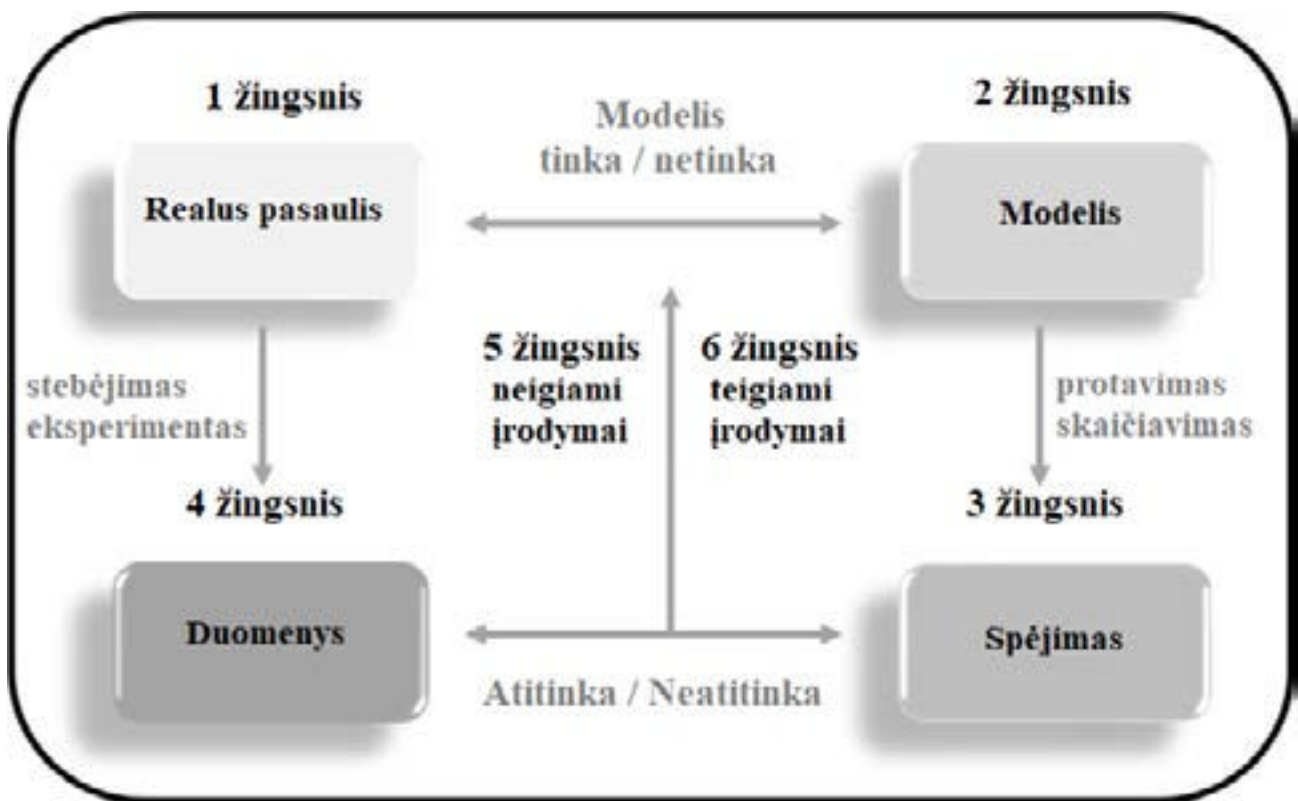 1 žingsnis
2 žingsnis
Modelis
tinka / netinka
Realus pasaulis
Modelis
stebėjimas
eksperimentas
5 žingsnis
neigiami
įrodymai
6 žingsnis
teigiami
įrodymai
protavimas
skaičiavimas
4 žingsnis
3 žingsnis
Duomenys
Spėjimas
Atitinka / Neatitinka